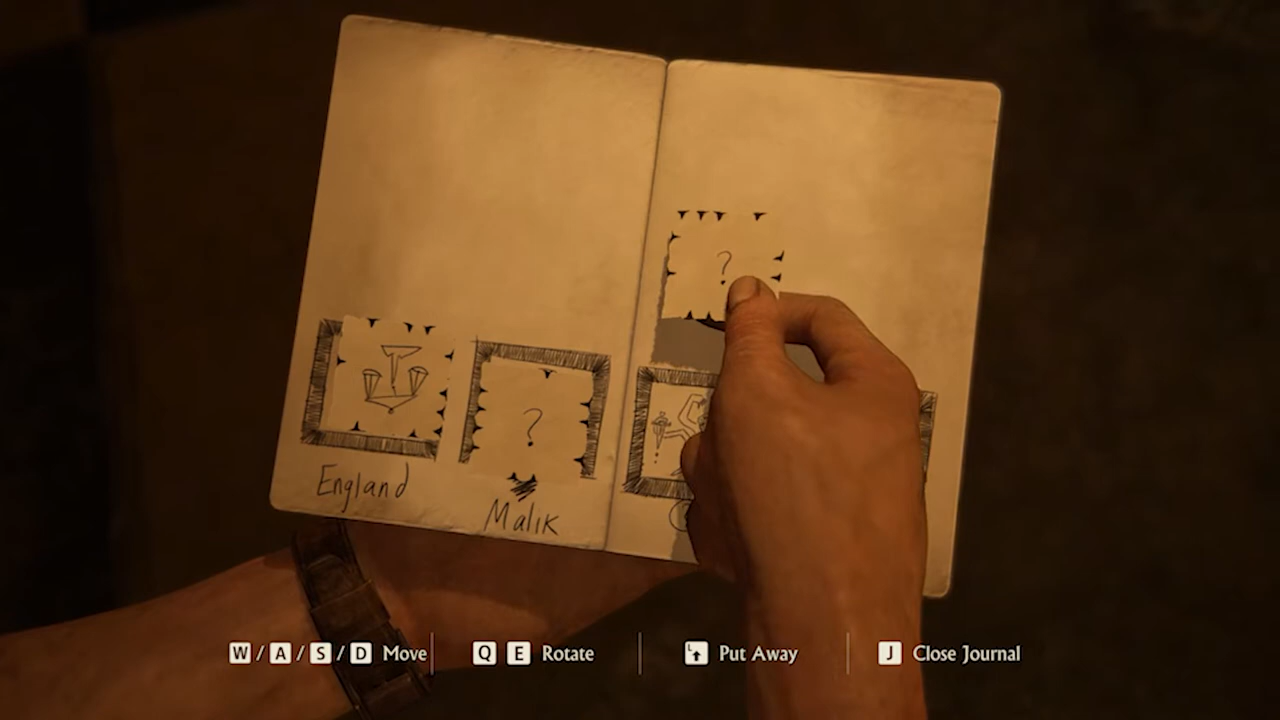 ?
?
England
Malik
W / A / S / D Move Q E Rotate Put Away J Close Journal